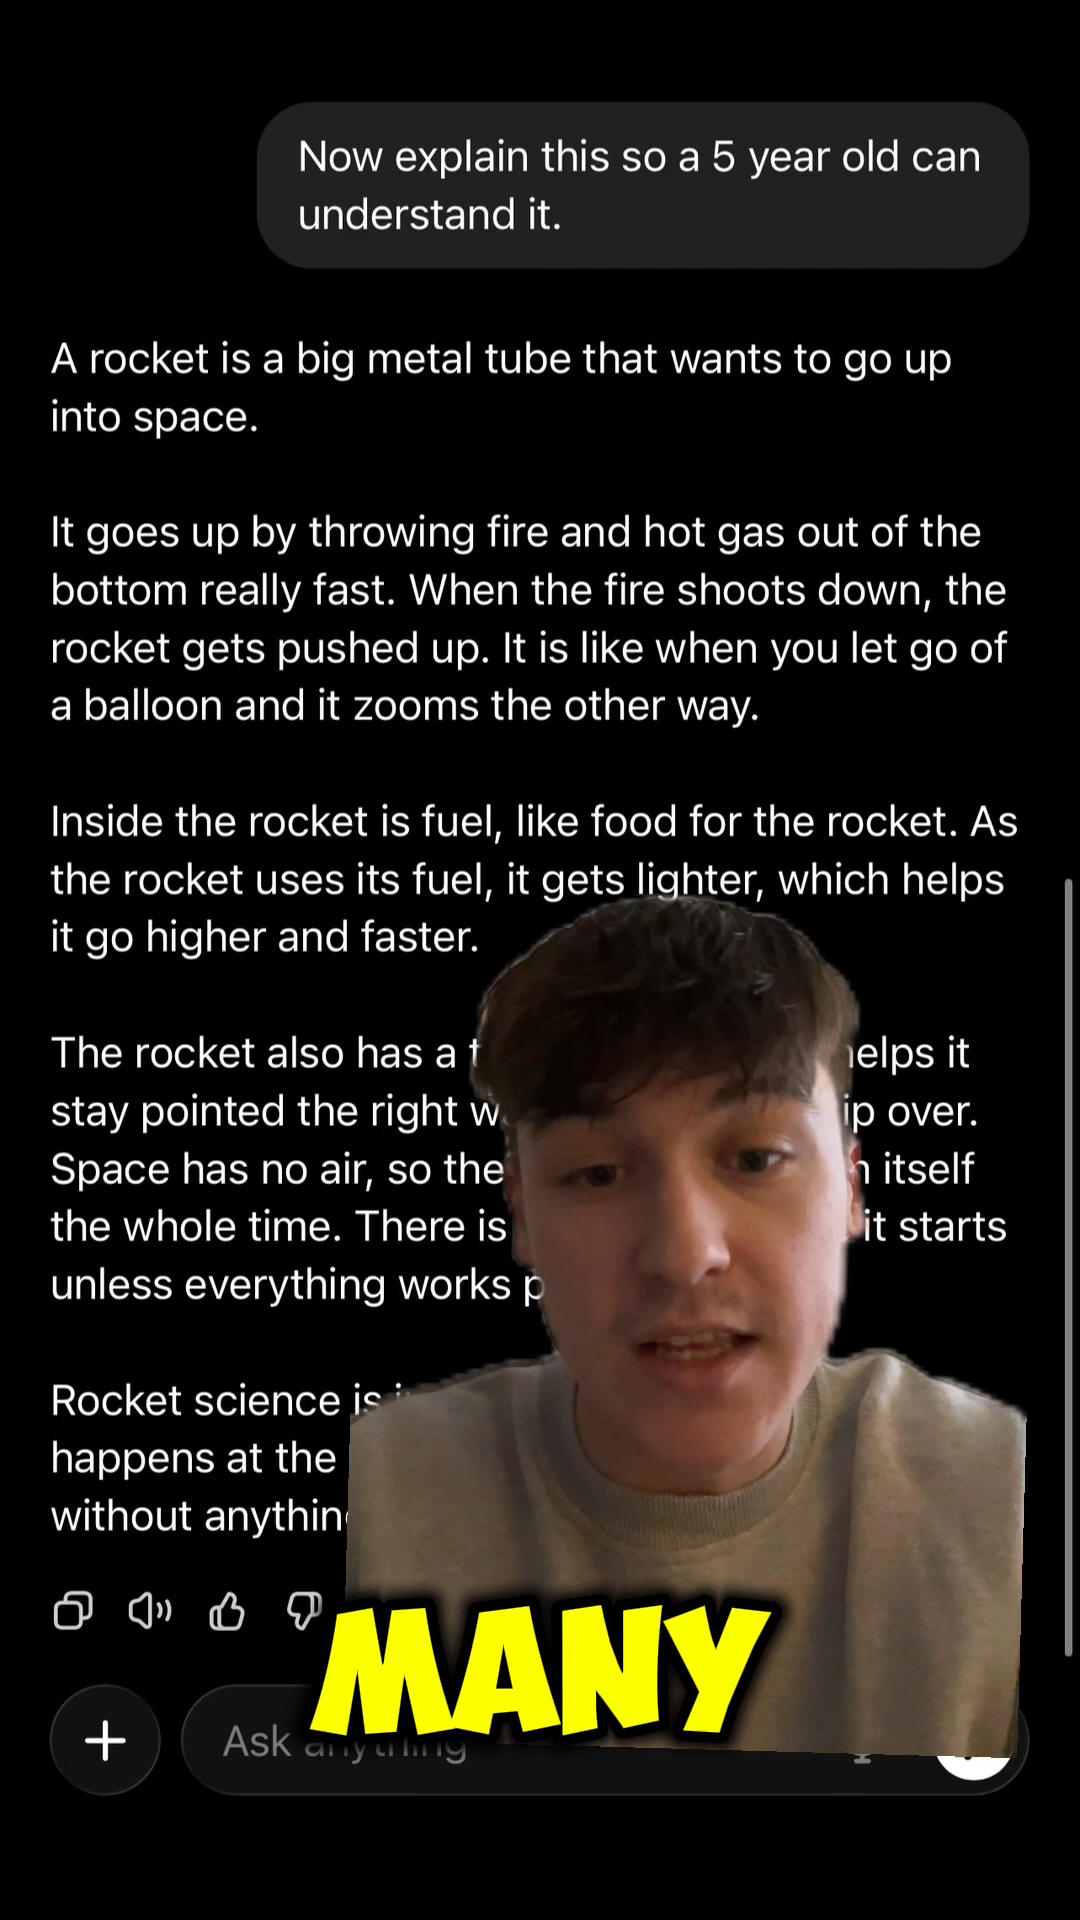 Now explain this so a 5 year old can
understand it.
A rocket is a big metal tube that wants to go up
into space.
It goes up by throwing fire and hot gas out of the
bottom really fast. When the fire shoots down, the
rocket gets pushed up. It is like when you let go of
a balloon and it zooms the other way.
Inside the rocket is fuel, like food for the rocket. As
the rocket uses its fuel, it gets lighter, which helps
it go higher and faster.
The rocket also has a it
stay pointed the right over.
Space has no air, so the itself
the whole time. There is it starts
unless everything works
Rocket science is
happens at the
without
MANY
Ask anything